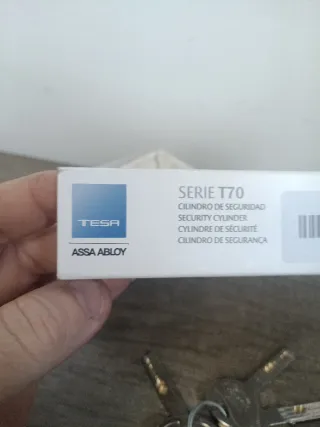 TESA
ASSA ABLOY
SERIE T70
CILINDRO DE SEGURIDAD
SECURITY CYLINDER
CYLINDRE DE SÉCURITÉ
CILINDRO DE SEGURANÇA